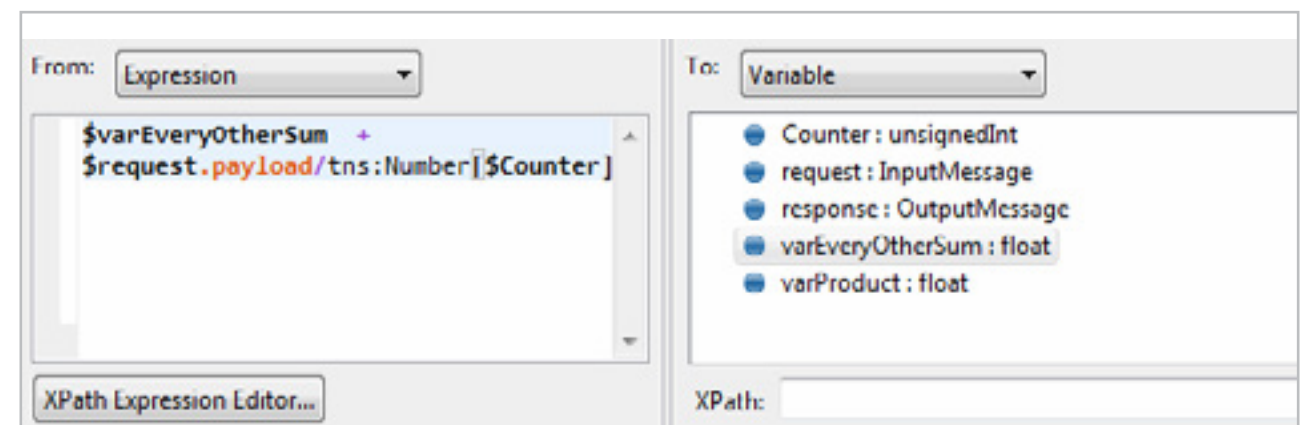 From: Expression
$varEveryOtherSum +
$request.payload/tns:Number[$Counter]
XPath Expression Editor...
To: Variable
Counter : unsignedInt
request : InputMessage
response : OutputMessage
varEveryOtherSum : float
varProduct : float
XPath: